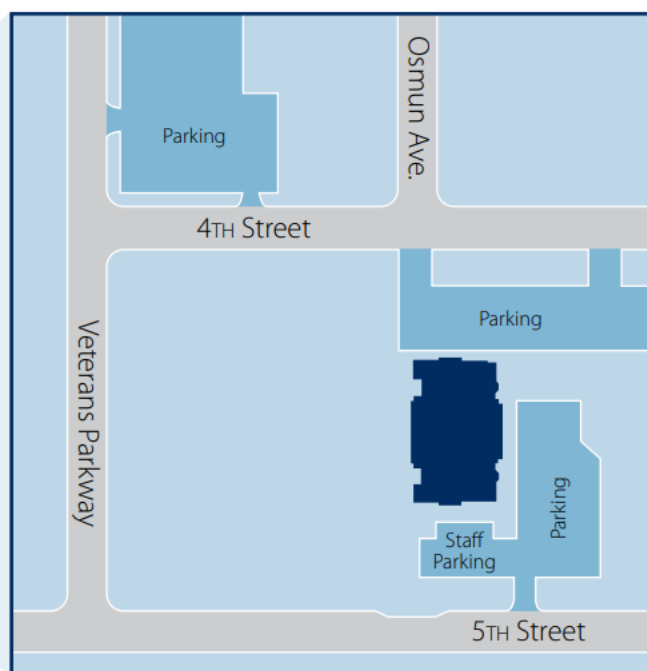 Osmun Ave.
Parking
4TH Street
Parking
Veterans Parkway
Parking
Staff
Parking
5TH Street